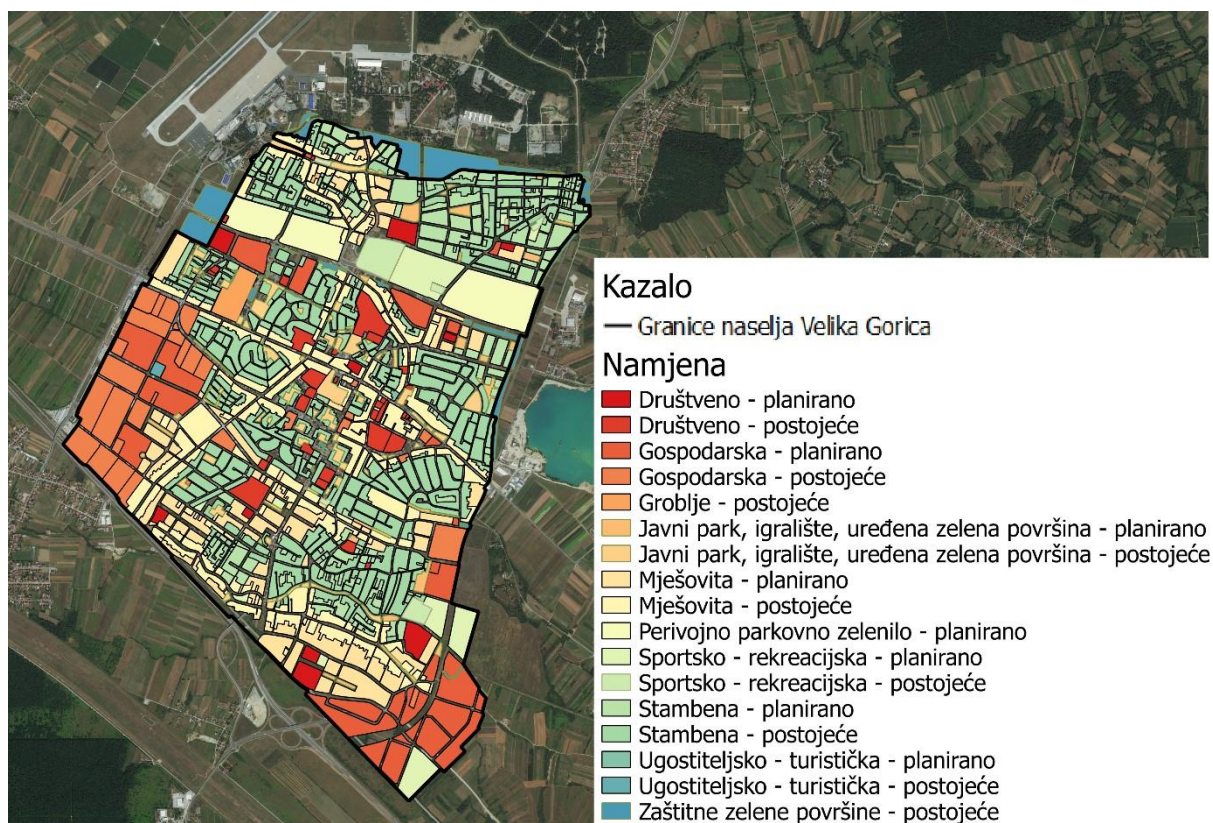 Kazalo
Granice naselja Velika Gorica
Namjena
Društveno - planirano
Društveno - postojeće
Gospodarska - planirano
Gospodarska - postojeće
Groblje - postojeće
Javni park, igralište, uređena zelena površina - planirano
Javni park, igralište, uređena zelena površina - postojeće
Mješovita - planirano
Mješovita - postojeće
Perivojno parkovno zelenilo - planirano
Sportsko - rekreacijska - planirano
Sportsko - rekreacijska - postojeće
Stambena - planirano
Stambena - postojeće
Ugostiteljsko - turistička - planirano
Ugostiteljsko - turistička - postojeće
Zaštitne zelene površine - postojeće